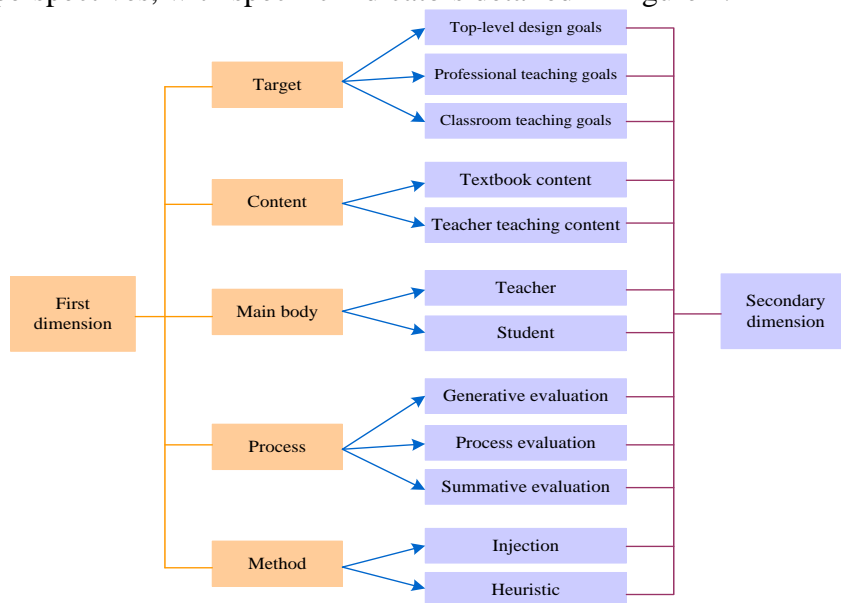 Top-level design goals
Target
Professional teaching goals
Classroom teaching goals
Textbook content
Content
Teacher teaching content
First
dimension
Main body
Teacher
Student
Secondary
dimension
Generative evaluation
Process
Process evaluation
Summative evaluation
Injection
Method
Heuristic